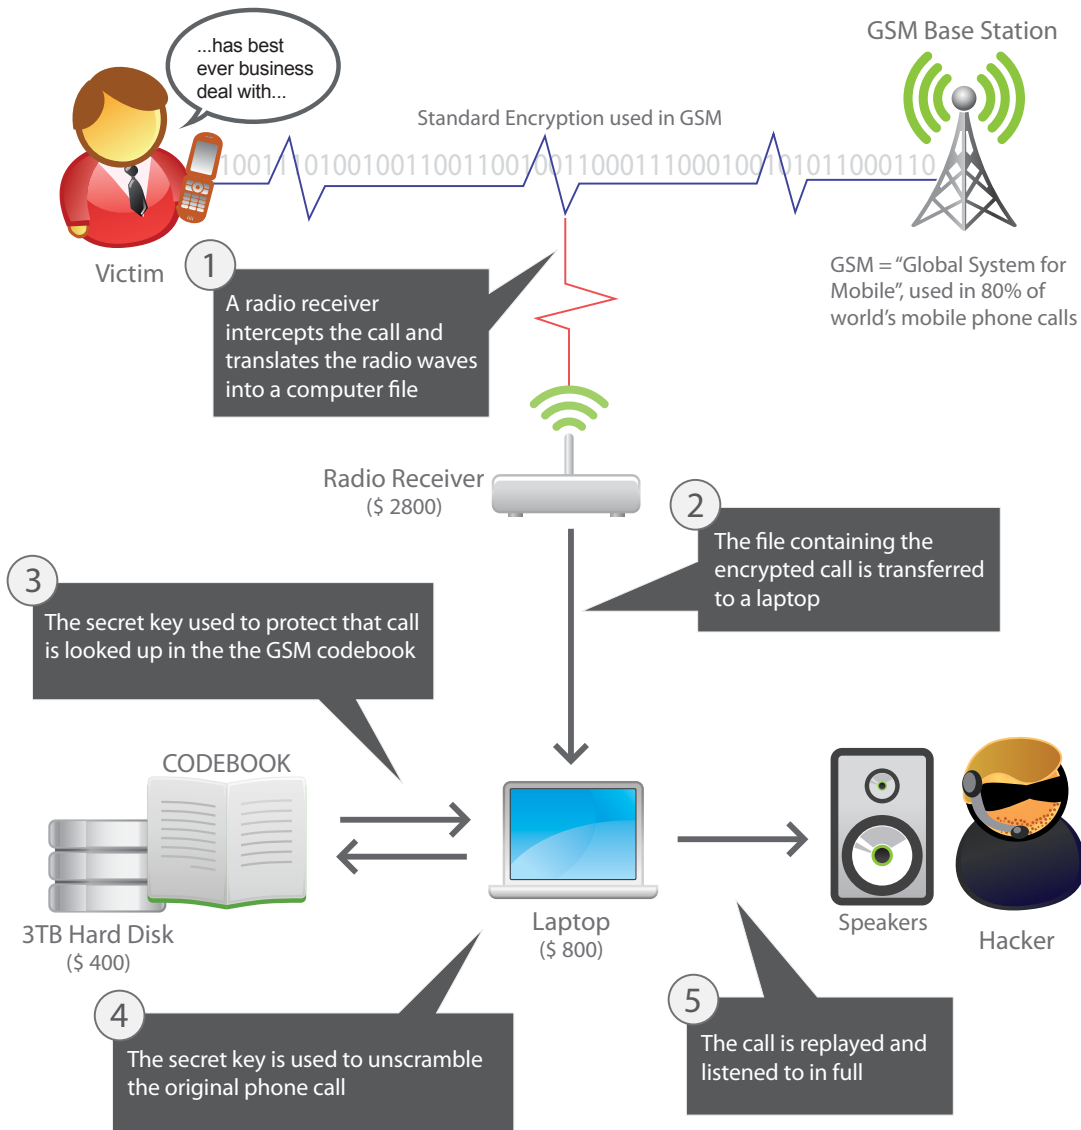 ...has best
ever business
deal with...
GSM Base Station
Standard Encryption used in GSM
Victim
GSM = “Global System for
Mobile”, used in 80% of
world’s mobile phone calls
1
A radio receiver
intercepts the call and
translates the radio waves
into a computer file
Radio Receiver
($ 2800)
2
The file containing the
encrypted call is transferred
to a laptop
3
The secret key used to protect that call
is looked up in the the GSM codebook
CODEBOOK
3TB Hard Disk
($ 400)
Laptop
($ 800)
Speakers
Hacker
4
The secret key is used to unscramble
the original phone call
5
The call is replayed and
listened to in full